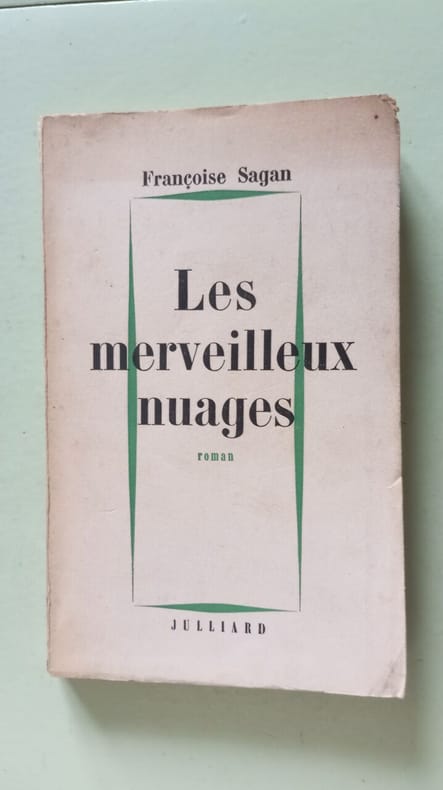 Françoise Sagan
Les
merveilleux
nuages
roman
JULLIARD